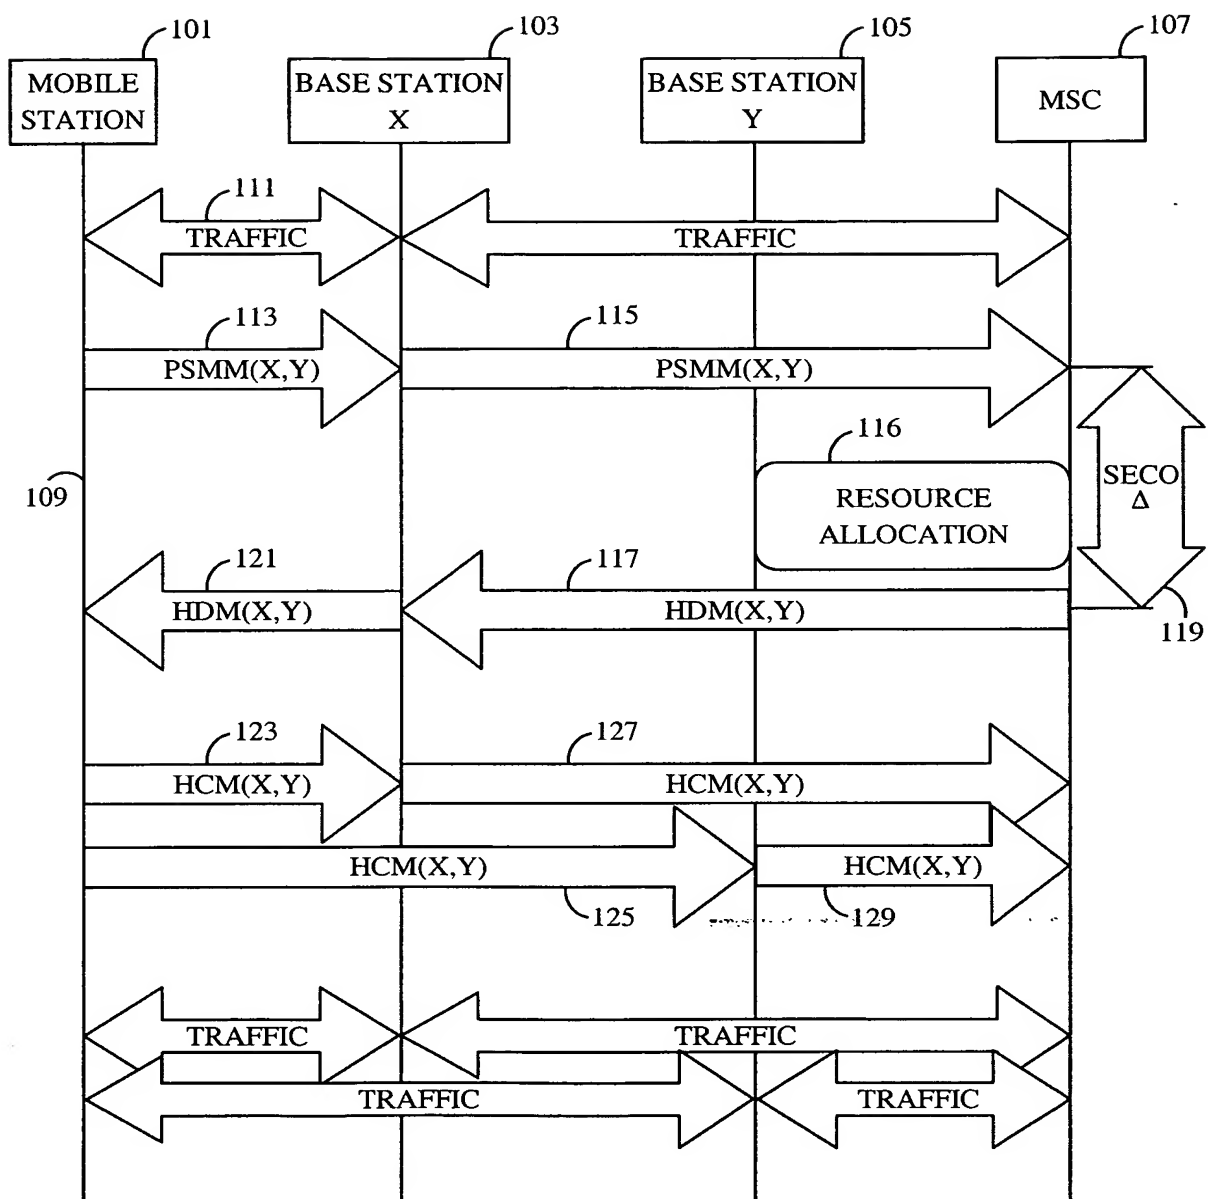 101
103
105
107
MOBILE
STATION
BASE STATION
X
BASE STATION
Y
MSC
111
TRAFFIC
TRAFFIC
113
115
PSMM(X,Y)
PSMM(X,Y)
116
109
RESOURCE
ALLOCATION
SECO
Δ
121
117
HDM(X,Y)
HDM(X,Y)
119
123
127
HCM(X,Y)
HCM(X,Y)
HCM(X,Y)
HCM(X,Y)
125
129
TRAFFIC
TRAFFIC
TRAFFIC
TRAFFIC